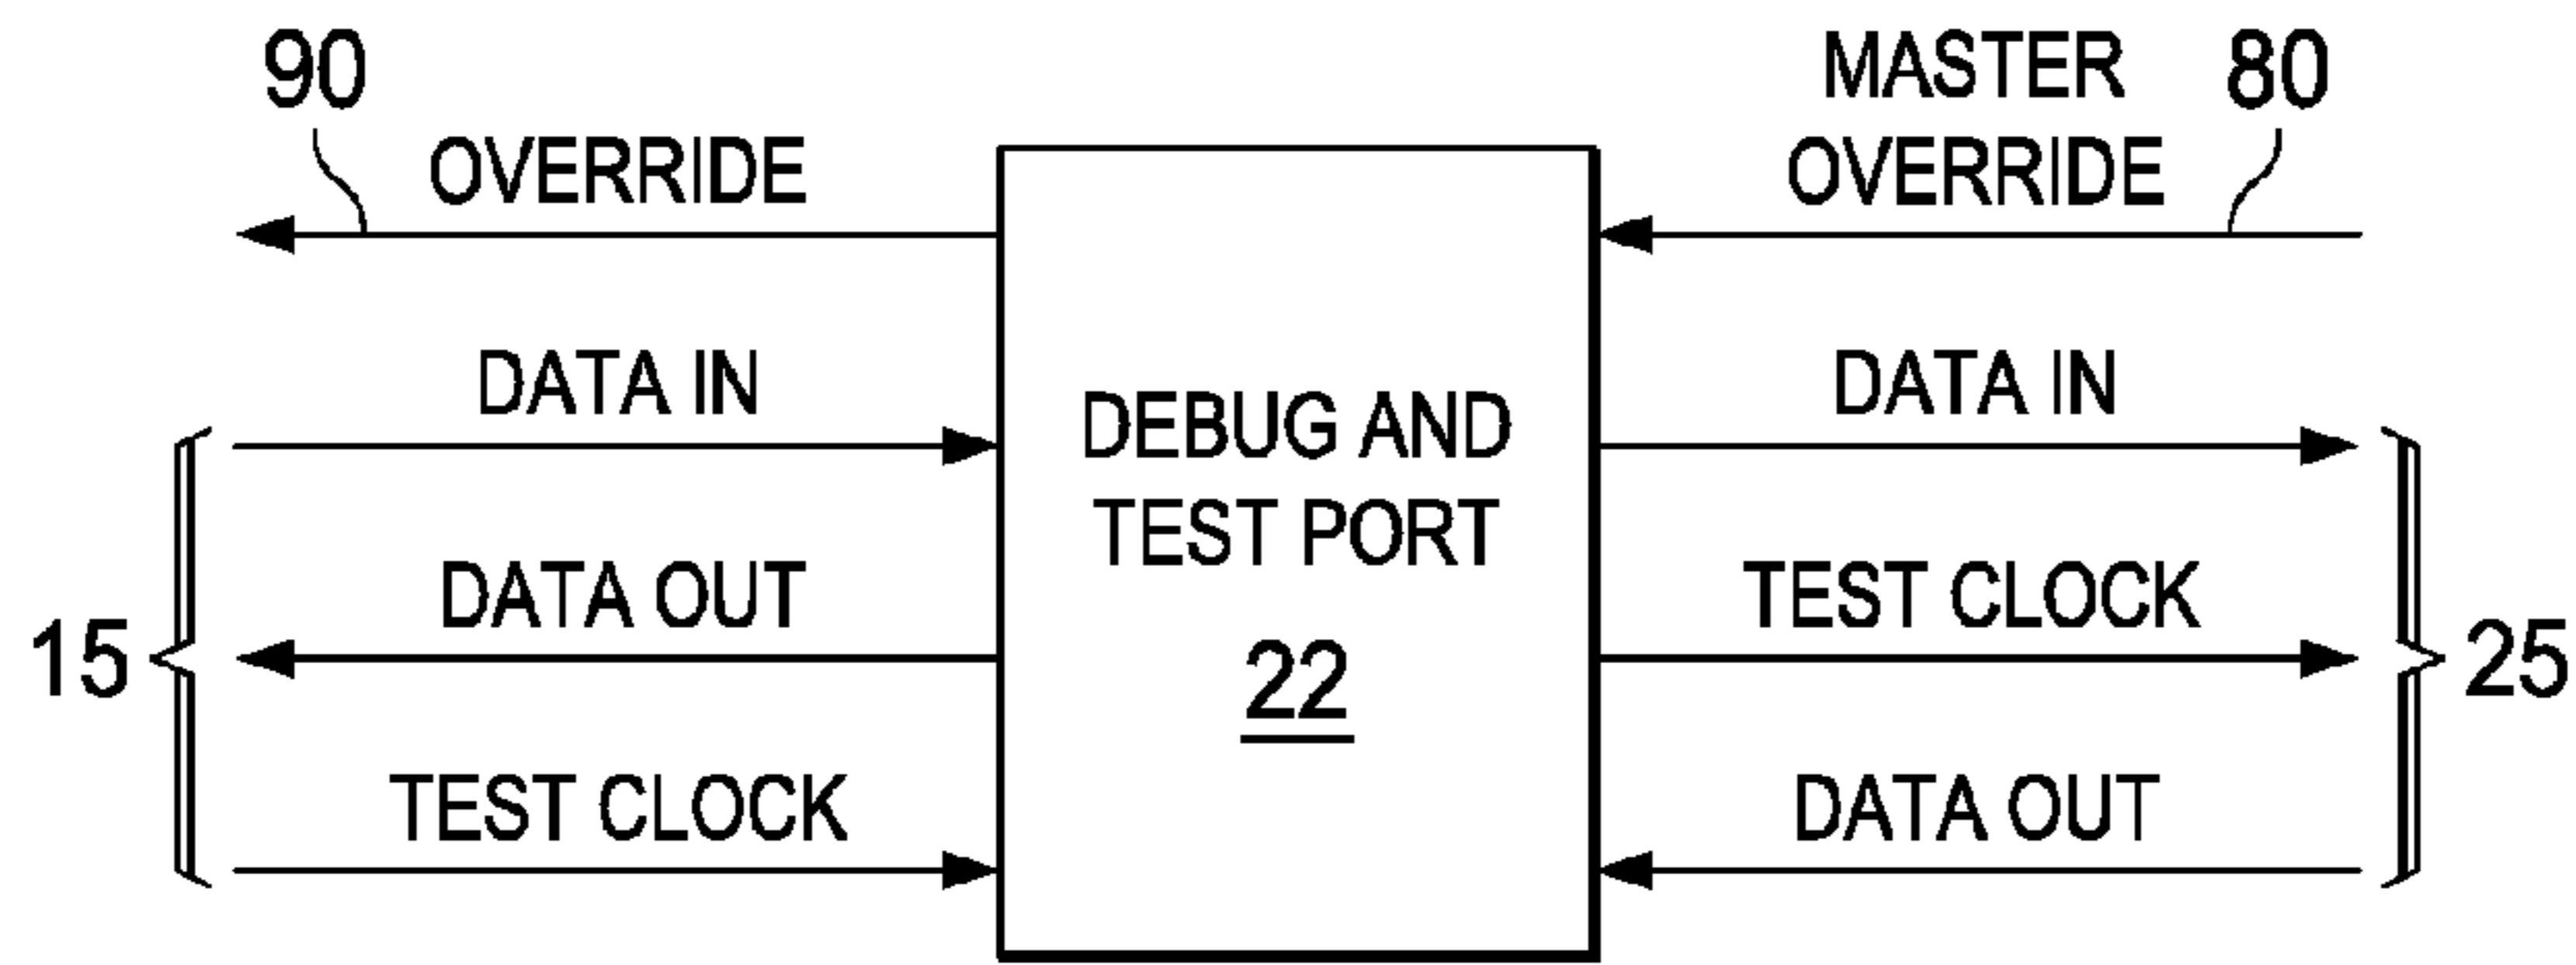 90
OVERRIDE
MASTER
OVERRIDE
80
DATA IN
DATA OUT
TEST CLOCK
15
DEBUG AND
TEST PORT
22
DATA IN
TEST CLOCK
DATA OUT
25